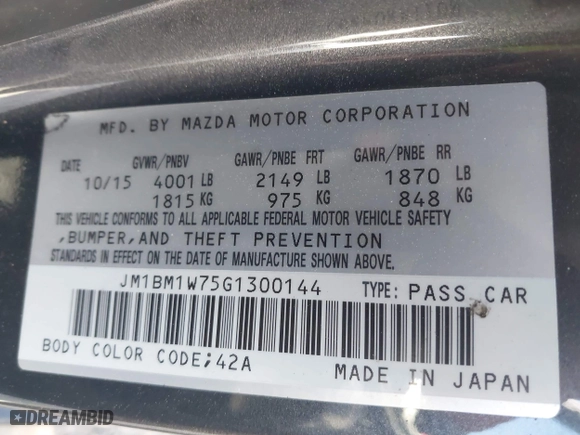 MFD. BY MAZDA MOTOR CORPORATION
DATE GVWR/PNBV GAWR/PNBE FRT GAWR/PNBE RR
10/15 4001 LB 2149 LB 1870 LB
1815 KG 975 KG 848 KG
THIS VEHICLE CONFORMS TO ALL APPLICABLE FEDERAL MOTOR VEHICLE SAFETY
,BUMPER,AND THEFT PREVENTION
STANDARDS IN EFFECT ON THE DATE OF MANUFACTURE SHOWN ABOVE.
JM1BM1W75G1300144 TYPE: PASS CAR
BODY COLOR CODE;42A MADE IN JAPAN
DREAMBID